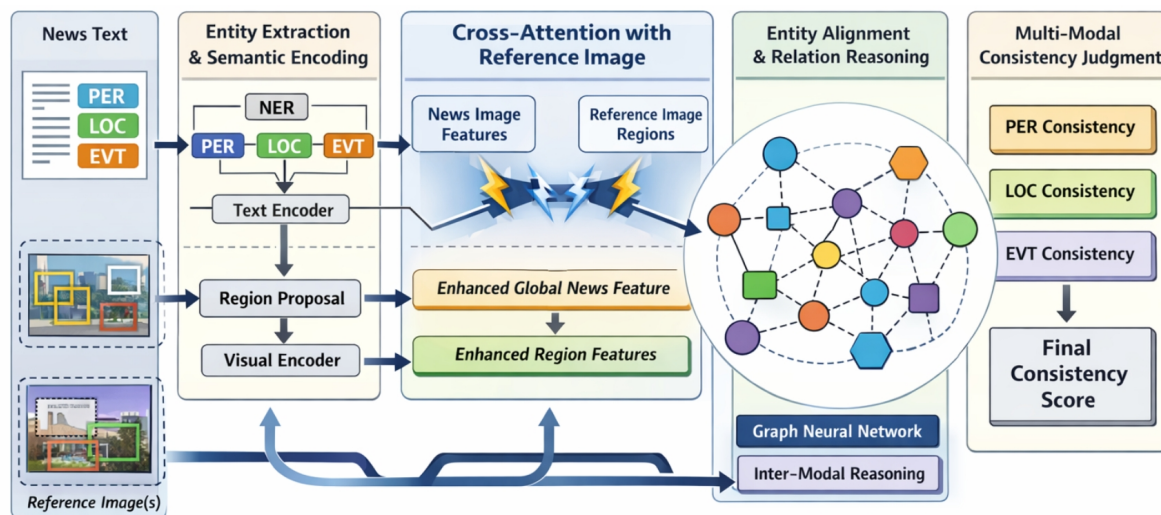 News Text
PER
LOC
EVT
Reference Image(s)
Entity Extraction
& Semantic Encoding
NER
PER
LOC
EVT
Text Encoder
Region Proposal
Visual Encoder
Cross-Attention with
Reference Image
News Image
Features
Reference Image
Regions
Enhanced Global News Feature
Enhanced Region Features
Entity Alignment
& Relation Reasoning
Graph Neural Network
Inter-Modal Reasoning
Multi-Modal
Consistency Judgment
PER Consistency
LOC Consistency
EVT Consistency
Final
Consistency
Score